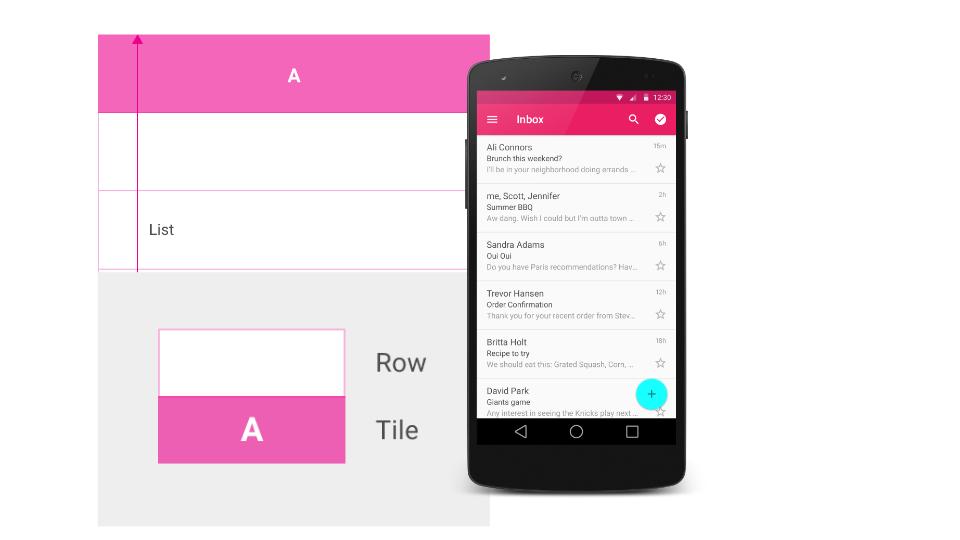 A
List
Row
A
Tile
12:30
Inbox
Ali Connors
15m
Brunch this weekend?
I'll be in your neighborhood doing errands ...
me, Scott, Jennifer
2h
Summer BBQ
Aw dang. Wish I could but I'm outta town ...
Sandra Adams
6h
Oui Oui
Do you have Paris recommendations? Hav...
Trevor Hansen
12h
Order Confirmation
Thank you for your recent order from Stev...
Britta Holt
18h
Recipe to try
We should eat this: Grated Squash, Corn, ...
David Park
Giants game
+
Any interest in seeing the Knicks play next ...